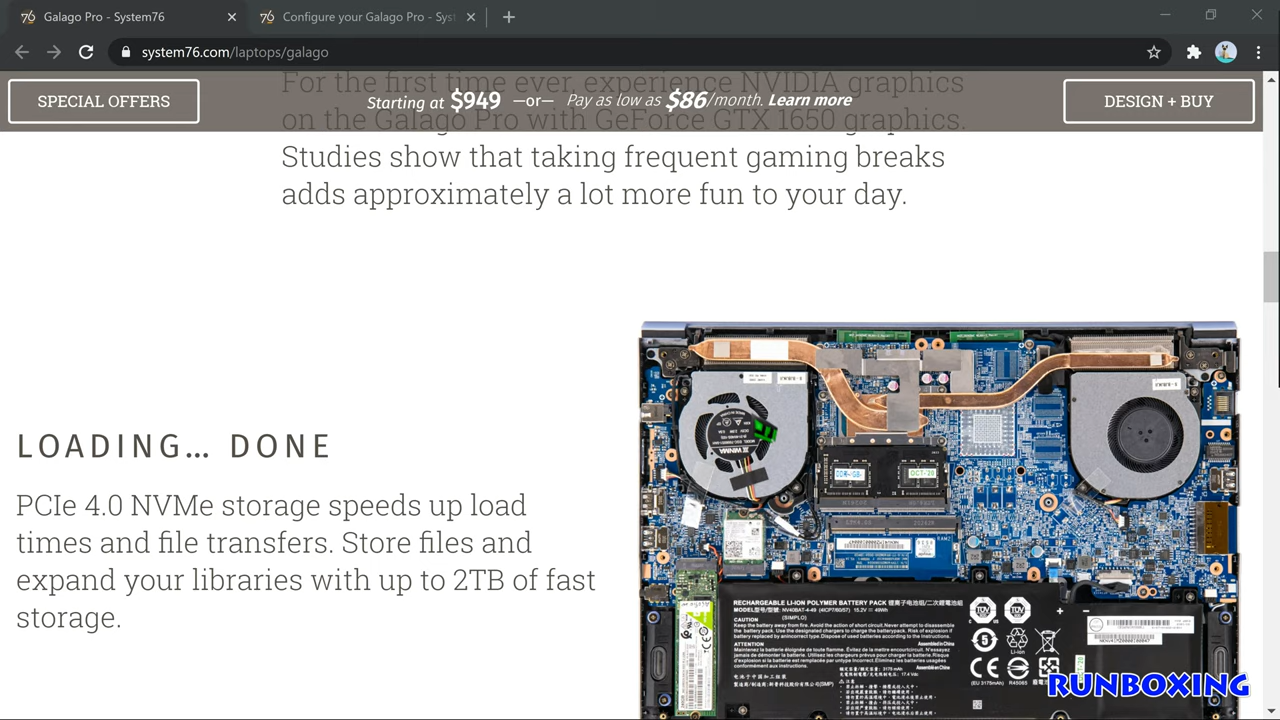 Galago Pro - System76
Configure your Galago Pro - Syst
system76.com/laptops/galago
SPECIAL OFFERS
Starting at $949 —or— Pay as low as $86/month. Learn more
DESIGN + BUY
For the first time ever, experience NVIDIA graphics
on the Galago Pro with GeForce GTX 1650 graphics.
Studies show that taking frequent gaming breaks
adds approximately a lot more fun to your day.
LOADING... DONE
PCIe 4.0 NVMe storage speeds up load
times and file transfers. Store files and
expand your libraries with up to 2TB of fast
storage.
RECHARGEABLE LI-ION POLYMER BATTERY PACK
CAUTION
ATTENTION
RUNBOXING